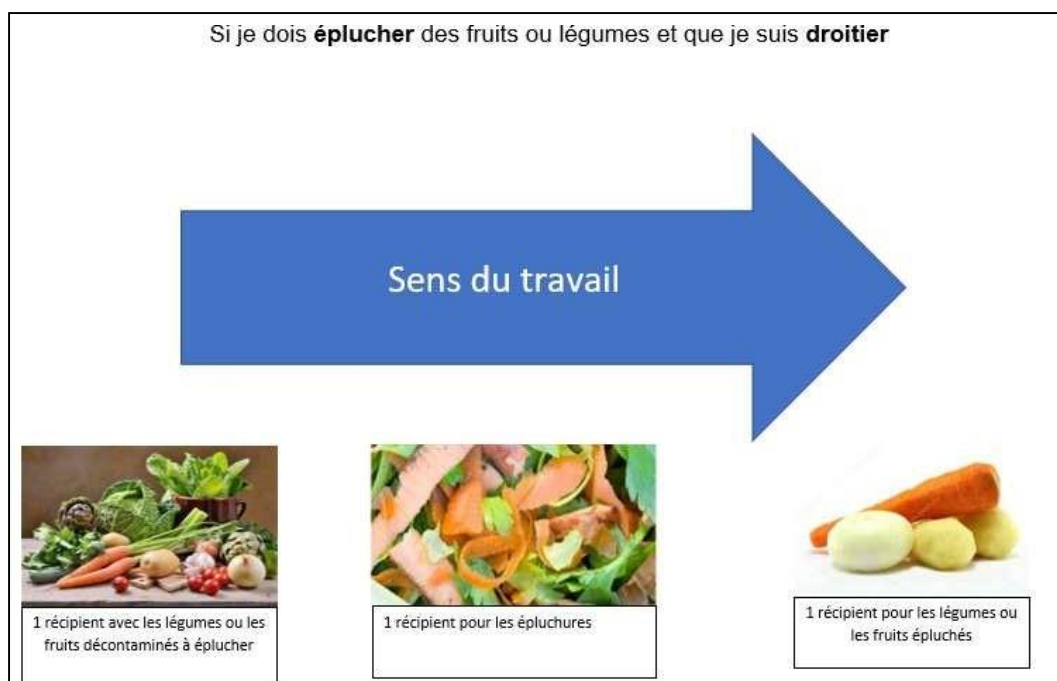 Si je dois éplucher des fruits ou légumes et que je suis droitier
Sens du travail
1 récipient avec les légumes ou les
fruits décontaminés à éplucher
1 récipient pour les épluchures
1 récipient pour les légumes ou
les fruits épluchés